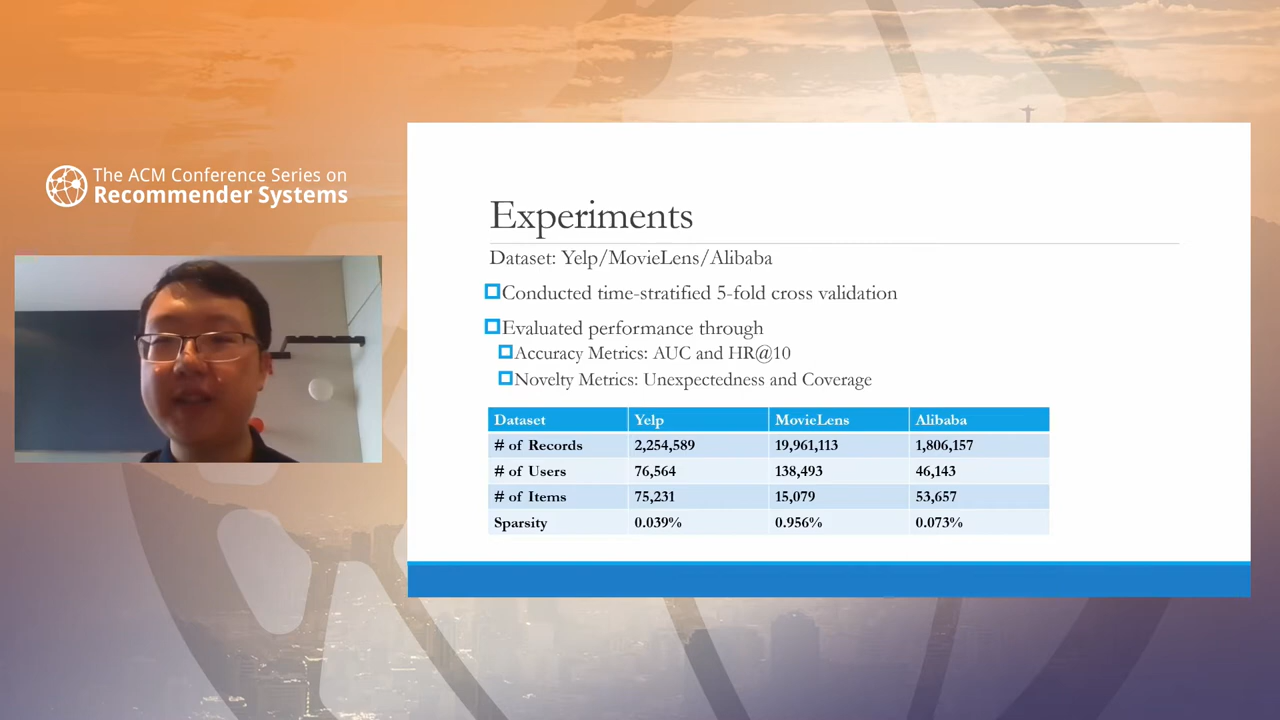 The ACM Conference Series on
Recommender Systems
Experiments
Dataset: Yelp/MovieLens/Alibaba
Conducted time-stratified 5-fold cross validation
Evaluated performance through
Accuracy Metrics: AUC and HR@10
Novelty Metrics: Unexpectedness and Coverage
Dataset Yelp MovieLens Alibaba
# of Records 2,254,589 19,961,113 1,806,157
# of Users 76,564 138,493 46,143
# of Items 75,231 15,079 53,657
Sparsity 0.039% 0.956% 0.073%